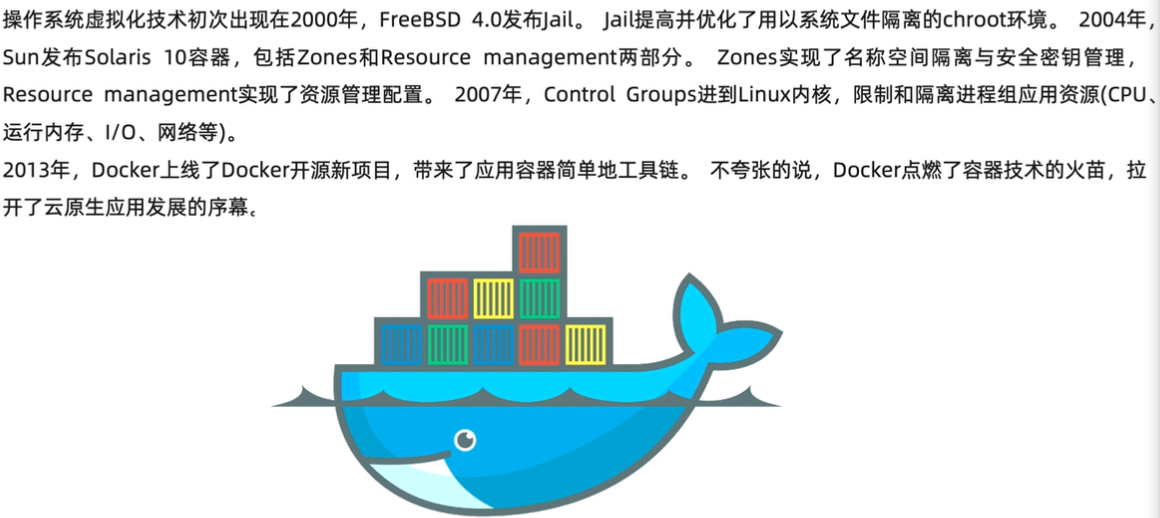 操作系统虚拟化技术初次出现在2000年，FreeBSD 4.0发布Jail。 Jail提高并优化了用以系统文件隔离的chroot环境。 2004年，
Sun发布Solaris 10容器，包括Zones和Resource management两部分。 Zones实现了名称空间隔离与安全密钥管理，
Resource management实现了资源管理配置。 2007年，Control Groups进到Linux内核，限制和隔离进程组应用资源(CPU、
运行内存、I/O、网络等)。
2013年，Docker上线了Docker开源新项目，带来了应用容器简单地工具链。 不夸张的说，Docker点燃了容器技术的火苗，拉
开了云原生应用发展的序幕。